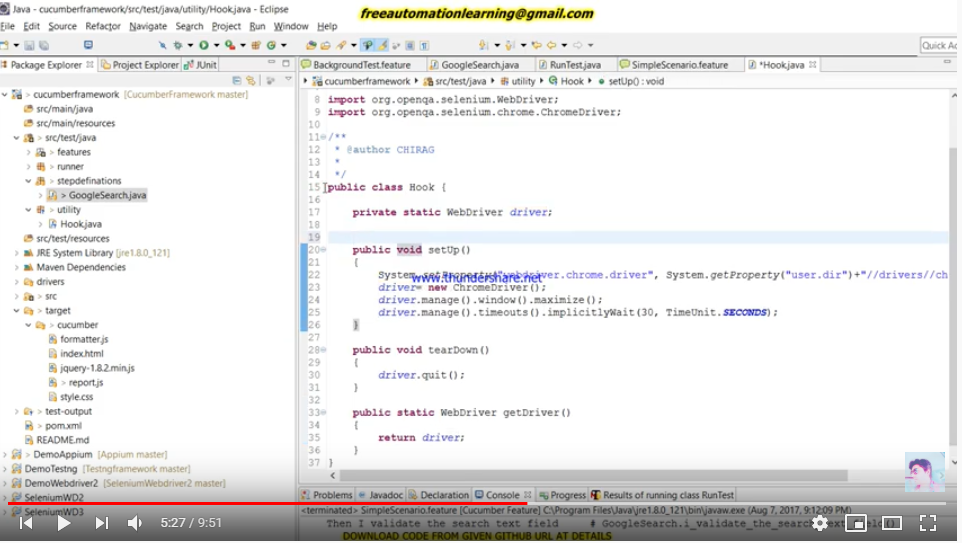 Java - cucumberframework/src/test/java/utility/Hook.java - Eclipse
freeautomationlearning@gmail.com
File Edit Source Refactor Navigate Search Project Run Window Help
Quick Ac
Package Explorer Project Explorer JUnit
BackgroundTest.feature GoogleSearch.java RunTest.java SimpleScenario.feature *Hook.java
cucumberframework src/test/java utility Hook setUp() : void
> cucumberframework [CucumberFramework master]
src/main/java
src/main/resources
> src/test/java
> features
> runner
> stepdefinations
> GoogleSearch.java
> utility
> Hook.java
src/test/resources
JRE System Library [jre1.8.0_121]
Maven Dependencies
drivers
> src
> target
> cucumber
formatter.js
index.html
jquery-1.8.2.min.js
> report.js
style.css
> test-output
> pom.xml
README.md
> DemoAppium [Appium master]
DemoTestng [Testngframework master]
DemoWebdriver2 [SeleniumWebdriver2 master]
SeleniumWD2
SeleniumWD3
8 import org.openqa.selenium.WebDriver;
9 import org.openqa.selenium.chrome.ChromeDriver;
10
11 /**
12 * @author CHIRAG
13 *
14 */
15 public class Hook {
16
17 private static WebDriver driver;
18
19
20 public void setUp()
21 {
22 System.setProperty("webdriver.chrome.driver", System.getProperty("user.dir")+"//drivers//ch
www.thundershare.net
23 driver= new ChromeDriver();
24 driver.manage().window().maximize();
25 driver.manage().timeouts().implicitlyWait(30, TimeUnit.SECONDS);
26 }
27
28 public void tearDown()
29 {
30 driver.quit();
31 }
32
33 public static WebDriver getDriver()
34 {
35 return driver;
36 }
37 }
Problems Javadoc Declaration Console Progress Results of running class RunTest
<terminated> SimpleScenario.feature [Cucumber Feature] C:\Program Files\Java\jre1.8.0_121\bin\javaw.exe (Aug 7, 2017, 9:12:09 PM)
Then I validate the search text field # GoogleSearch.i_validate_the_search_text_field()
5:27 / 9:51
DOWNLOAD CODE FROM GIVEN GITHUB URL AT DETAILS